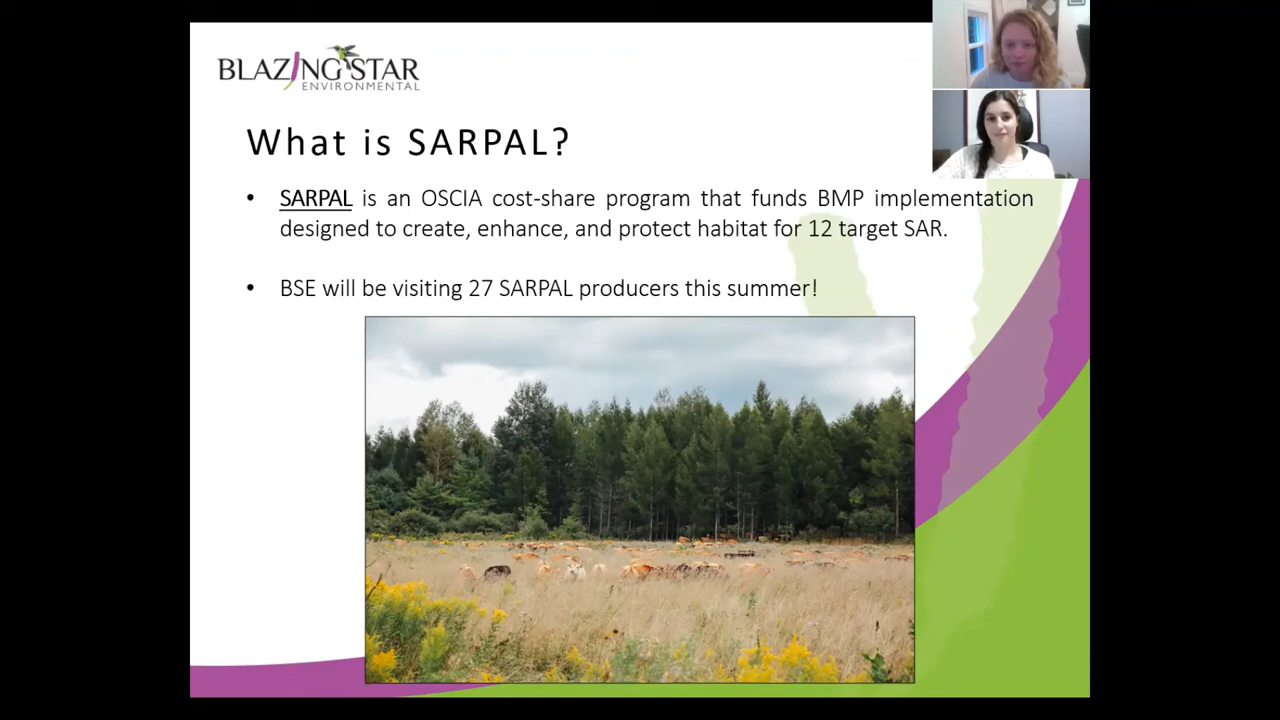 BLAZING STAR
ENVIRONMENTAL
What is SARPAL?
• SARPAL is an OSCIA cost-share program that funds BMP implementation
designed to create, enhance, and protect habitat for 12 target SAR.
• BSE will be visiting 27 SARPAL producers this summer!